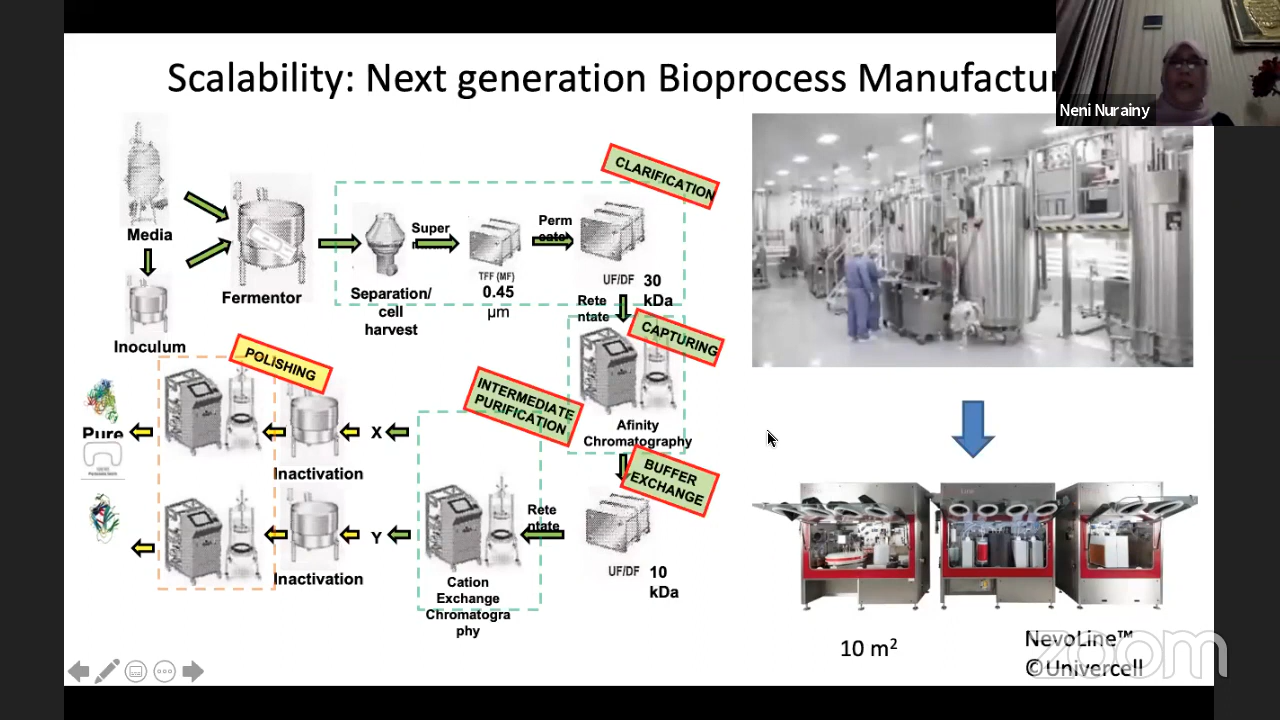 Scalability: Next generation Bioprocess Manufactu
Neni Nurainy
CLARIFICATION
Media
Super
Perm
eate
Fermentor
Separation/
cell
harvest
TFF (MF)
0.45
µm
UF/DF 30
kDa
Rete
ntate
Inoculum
CAPTURING
POLISHING
INTERMEDIATE
PURIFICATION
Afinity
Chromatography
Pure
X
Inactivation
BUFFER
EXCHANGE
Rete
ntate
Y
Inactivation
UF/DF 10
kDa
Cation
Exchange
Chromatogra
phy
10 m²
NevoLine™
©Univercell
zoom